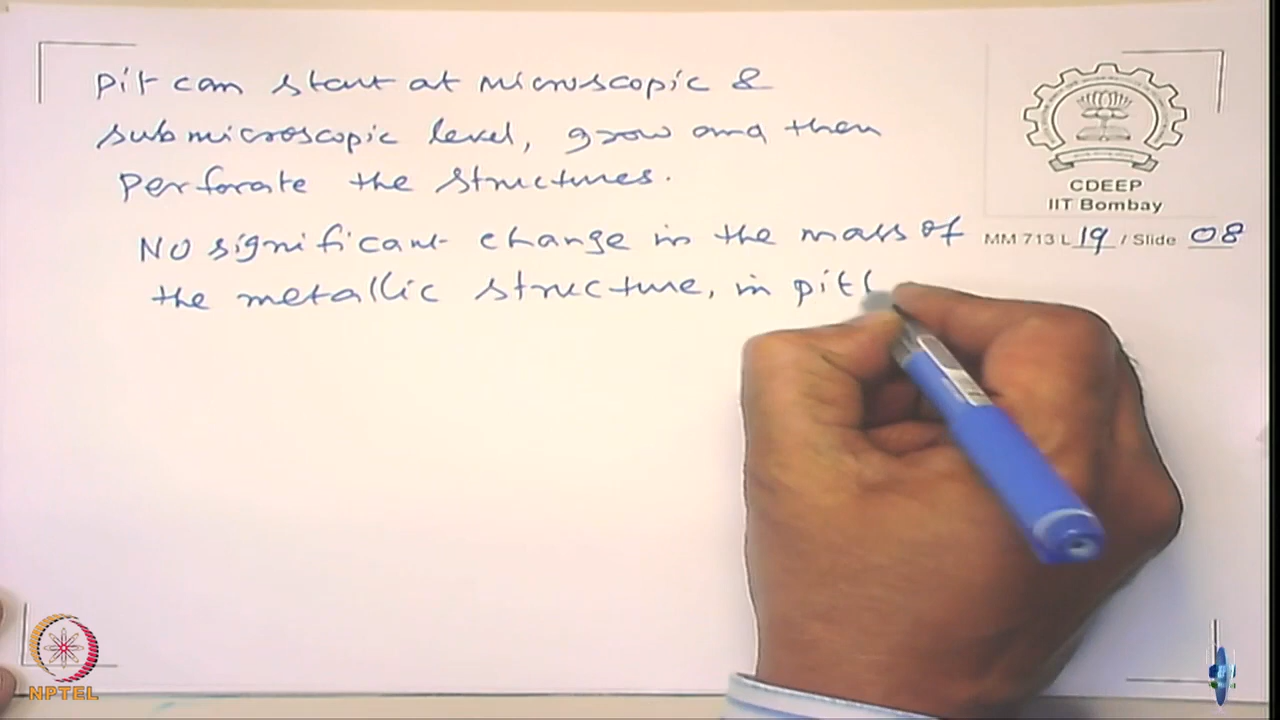 pit can start at microscopic &
submicroscopic level, grow and then
perforate the structures.
No significant change in the mass of
the metallic structure, in pitt
CDEEP
IIT Bombay
MM 713 L 19 / Slide 08
NPTEL